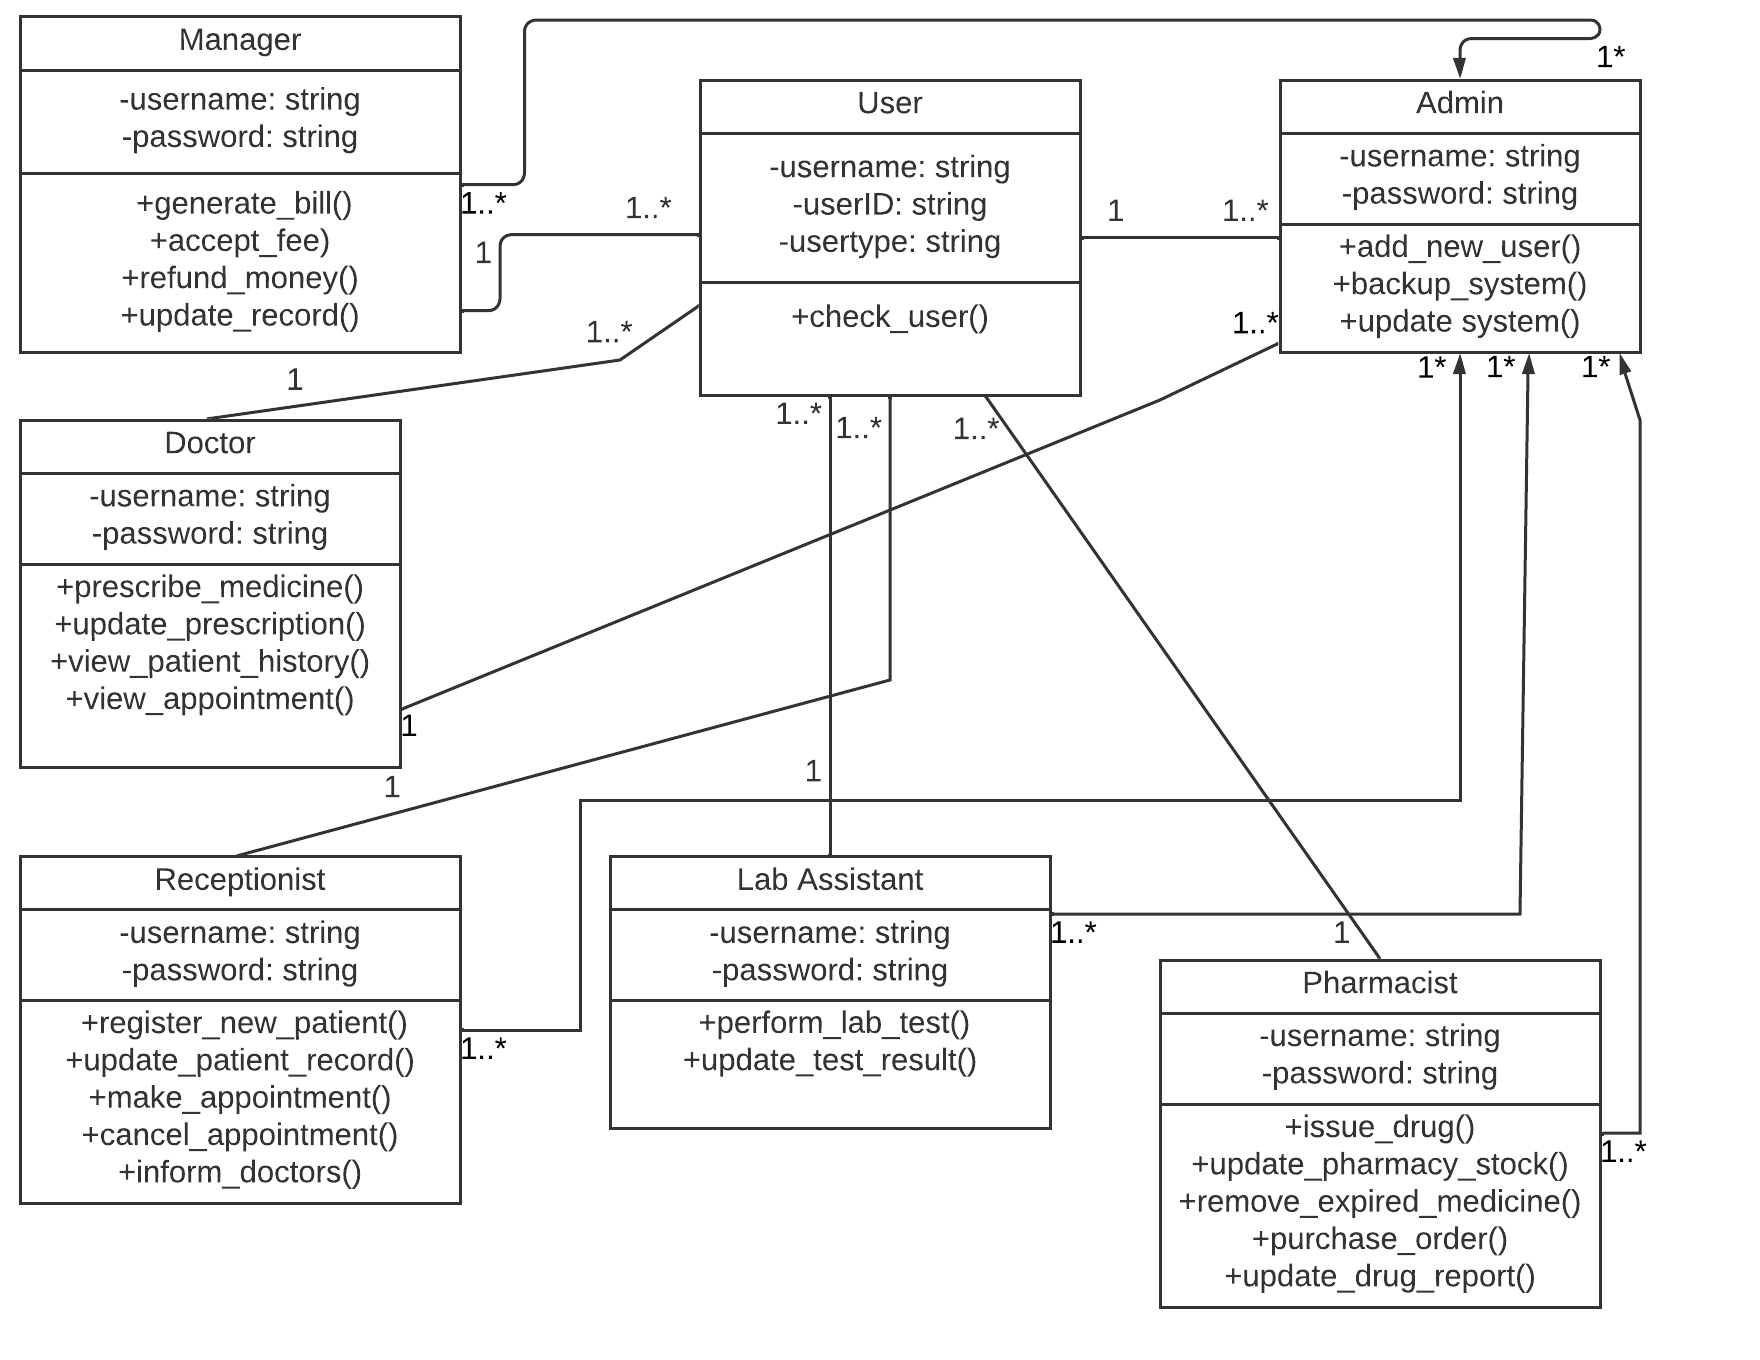 Manager
-username: string
-password: string
+generate_bill()
+accept_fee)
+refund_money()
+update_record()
1..*
1
1..*
User
-username: string
-userID: string
-usertype: string
+check_user()
1
1..*
1*
Admin
-username: string
-password: string
+add_new_user()
+backup_system()
+update system()
1..*
1*
1*
1*
1..*
1
1..*
1..*
1..*
Doctor
-username: string
-password: string
+prescribe_medicine()
+update_prescription()
+view_patient_history()
+view_appointment()
1
1
1
Receptionist
-username: string
-password: string
+register_new_patient()
+update_patient_record()
+make_appointment()
+cancel_appointment()
+inform_doctors()
1..*
Lab Assistant
-username: string
-password: string
+perform_lab_test()
+update_test_result()
1..*
1
Pharmacist
-username: string
-password: string
+issue_drug()
+update_pharmacy_stock()
+remove_expired_medicine()
+purchase_order()
+update_drug_report()
1..*